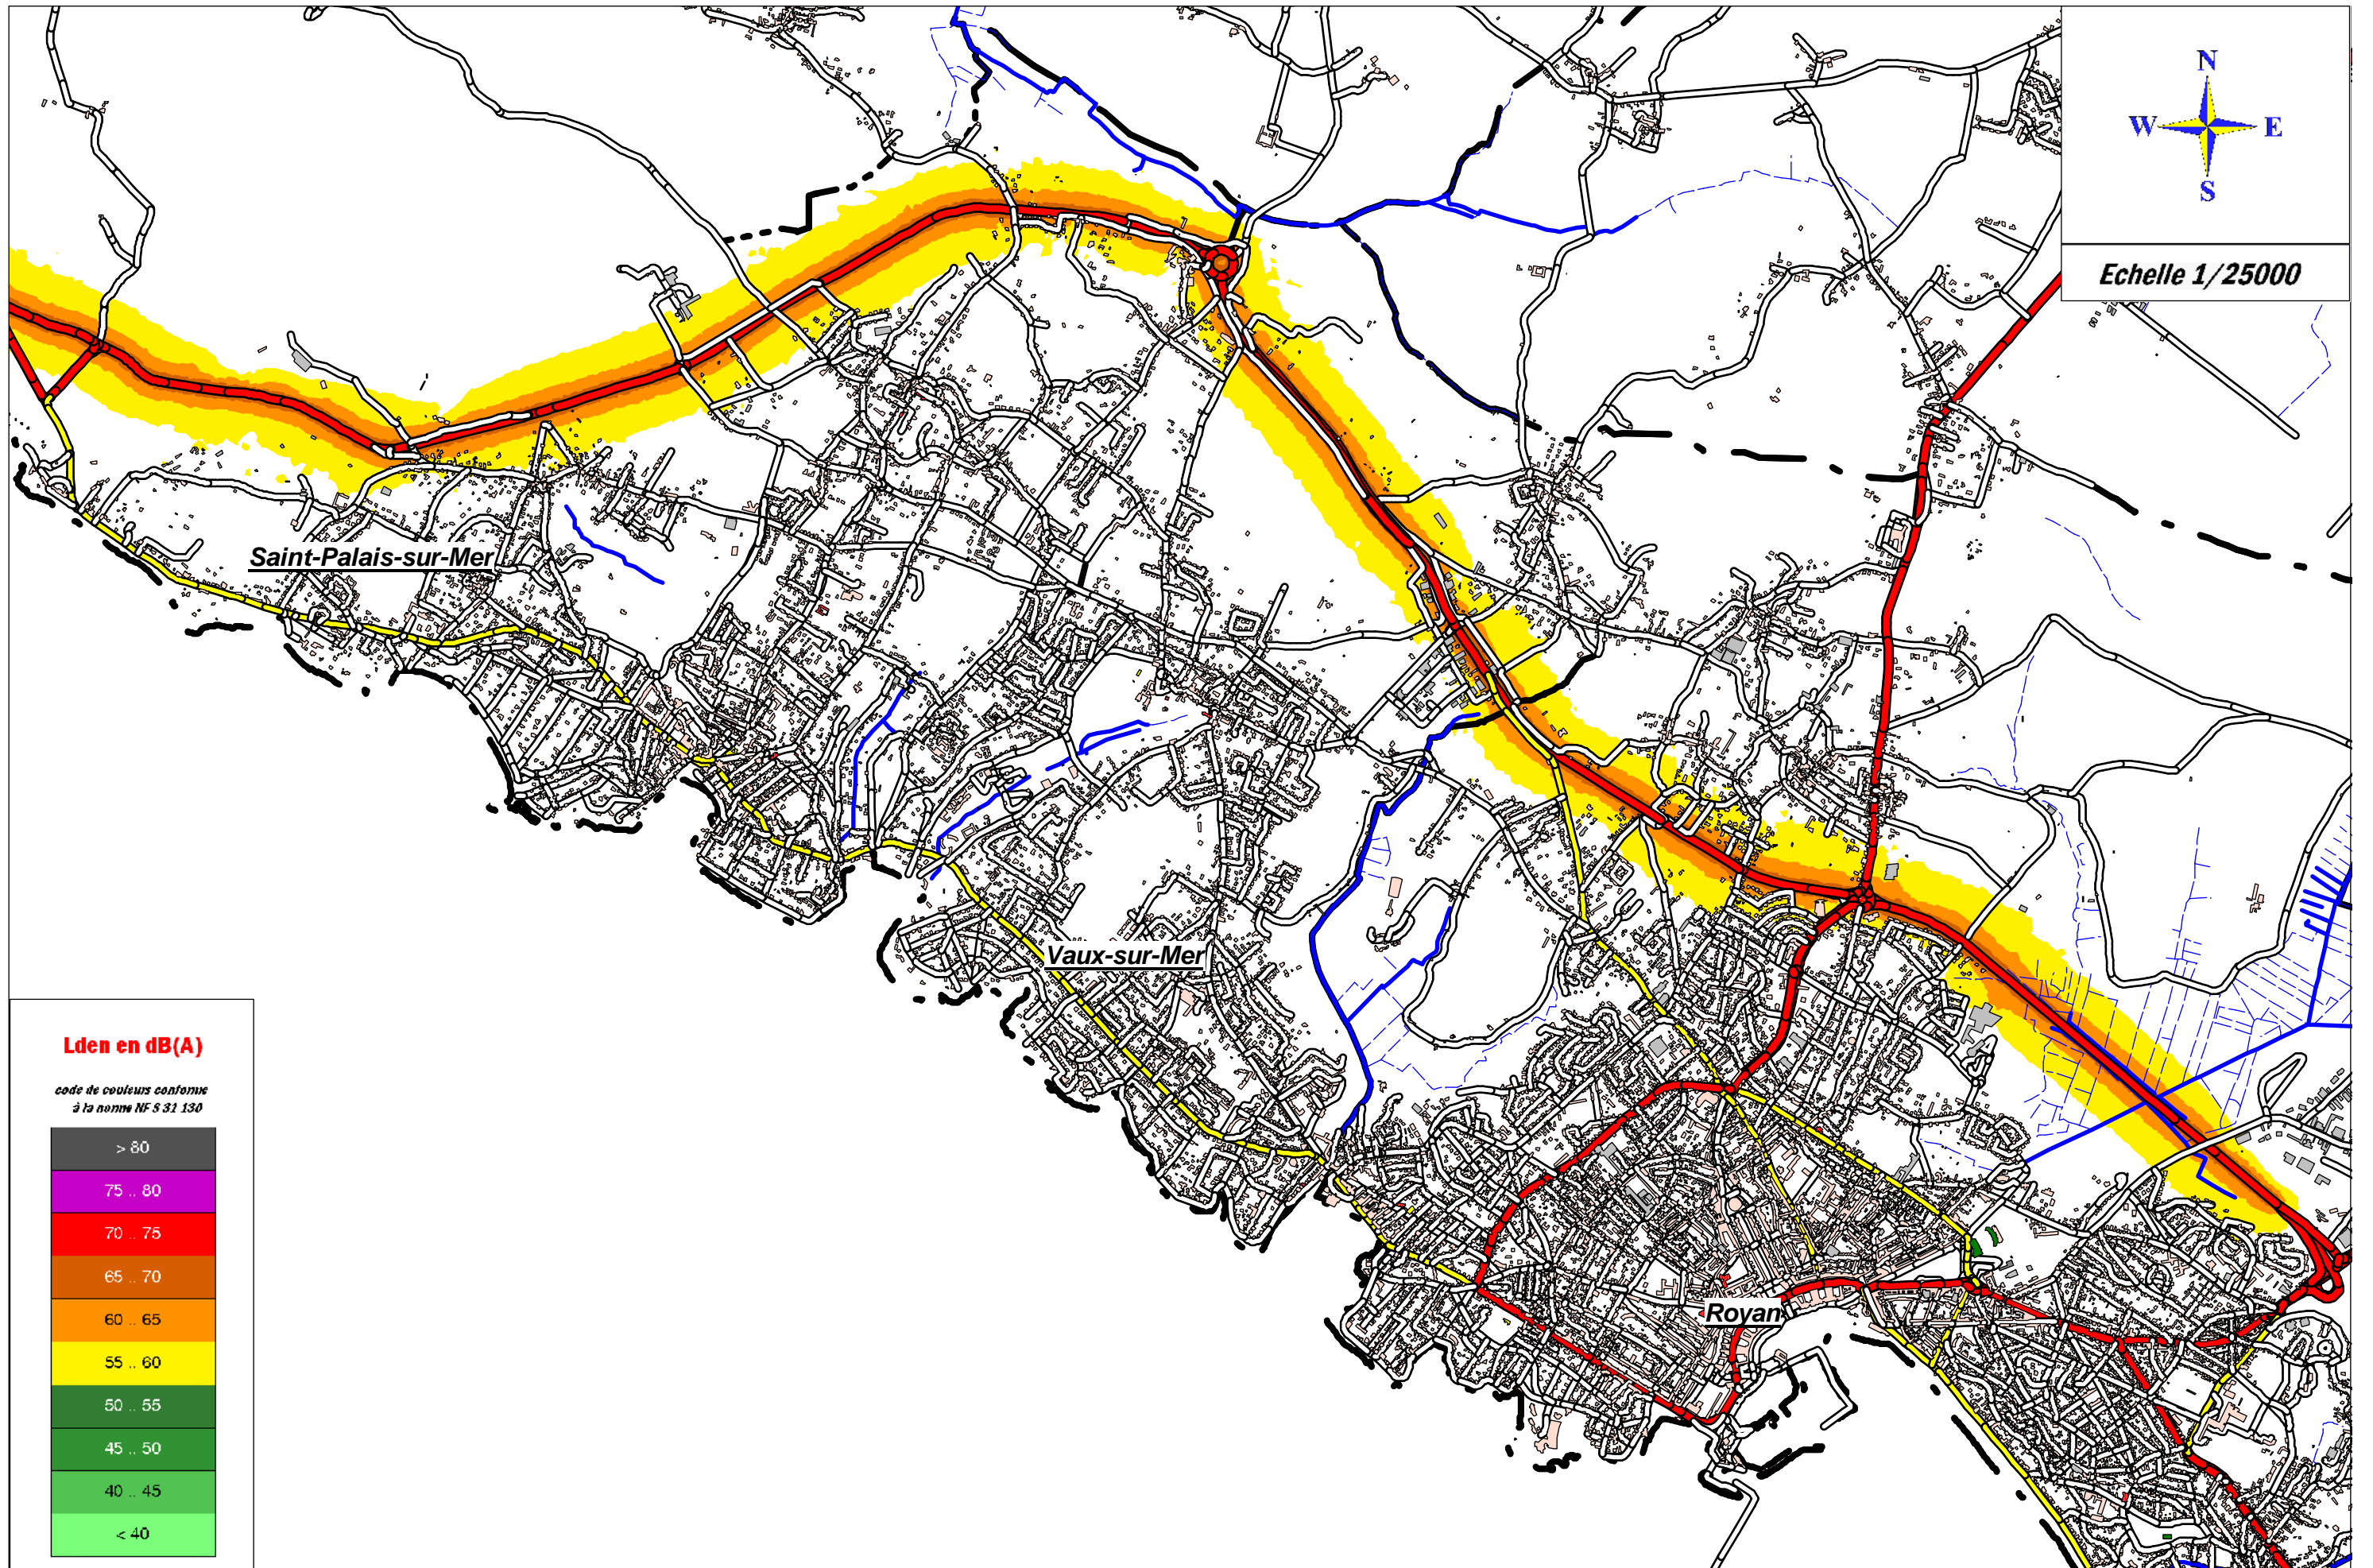 N
W E
S
Echelle 1/25000
Saint-Palais-sur-Mer
Vaux-sur-Mer
Royan
Lden en dB(A)
code de couleurs conforme
à la norme NF S 31 130
> 80
75 .. 80
70 .. 75
65 .. 70
60 .. 65
55 .. 60
50 .. 55
45 .. 50
40 .. 45
< 40